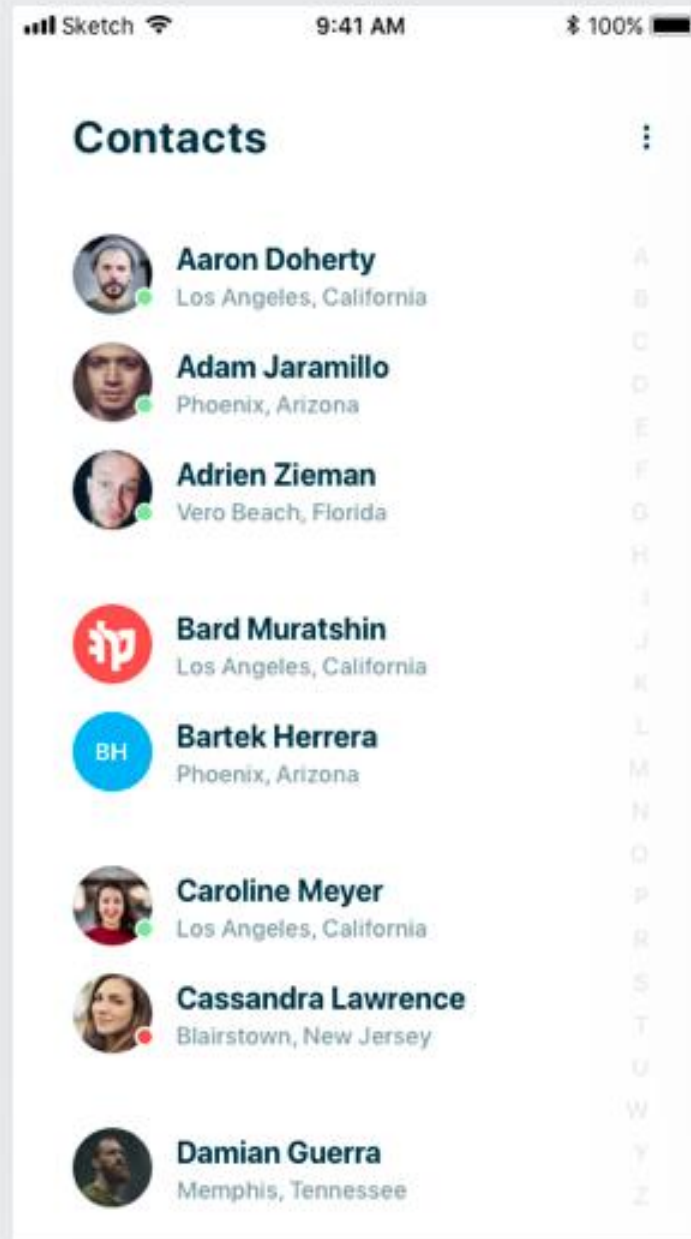 Sketch 9:41 AM 100%
Contacts
Aaron Doherty
Los Angeles, California
Adam Jaramillo
Phoenix, Arizona
Adrien Zieman
Vero Beach, Florida
Bard Muratshin
Los Angeles, California
BH
Bartek Herrera
Phoenix, Arizona
Caroline Meyer
Los Angeles, California
Cassandra Lawrence
Blairstown, New Jersey
Damian Guerra
Memphis, Tennessee
A
B
C
D
E
F
G
H
I
J
K
L
M
N
O
P
R
S
T
U
W
Y
Z